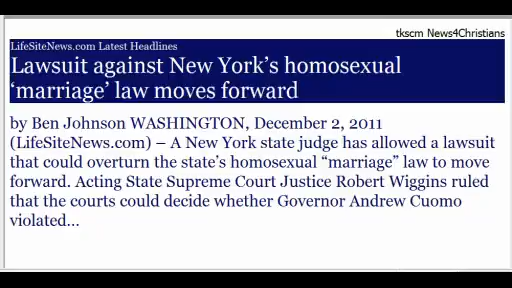 tkscm News4Christians
LifeSiteNews.com Latest Headlines
Lawsuit against New York’s homosexual
‘marriage’ law moves forward
by Ben Johnson WASHINGTON, December 2, 2011
(LifeSiteNews.com) – A New York state judge has allowed a lawsuit
that could overturn the state’s homosexual “marriage” law to move
forward. Acting State Supreme Court Justice Robert Wiggins ruled
that the courts could decide whether Governor Andrew Cuomo
violated...